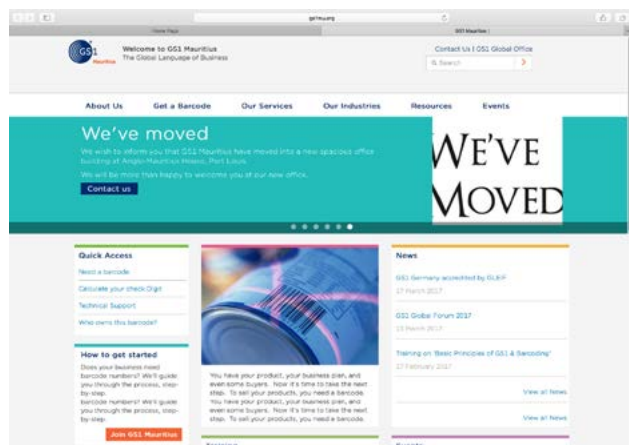 gs1mu.org
Home Page
GS1 Mauritius |
GS1
Mauritius
Welcome to GS1 Mauritius
The Global Language of Business
Contact Us | GS1 Global Office
Search
About Us
Get a Barcode
Our Services
Our Industries
Resources
Events
We've moved
We wish to inform you that GS1 Mauritius have moved into a new spacious office
building at Anglo-Mauritius House, Port Louis.
We will be more than happy to welcome you at our new office.
Contact us
WE'VE
MOVED
Quick Access
Need a barcode
Calculate your check Digit
Technical Support
Who owns this barcode?
How to get started
Does your business need
barcode numbers? We'll guide
you through the process, step-
by-step
barcode numbers? We'll guide
you through the process, step-
by-step
Join GS1 Mauritius
You have your product, your business plan, and
even some buyers. Now it's time to take the next
step. To sell your products, you need a barcode.
You have your product, your business plan, and
even some buyers. Now it's time to take the next
step. To sell your products, you need a barcode.
News
GS1 Germany accredited by GLEIF
17 March 2017
GS1 Global Forum 2017
Training on 'Basic Principles of GS1 & Barcoding'
17 February 2017
View all News
View all News
Events